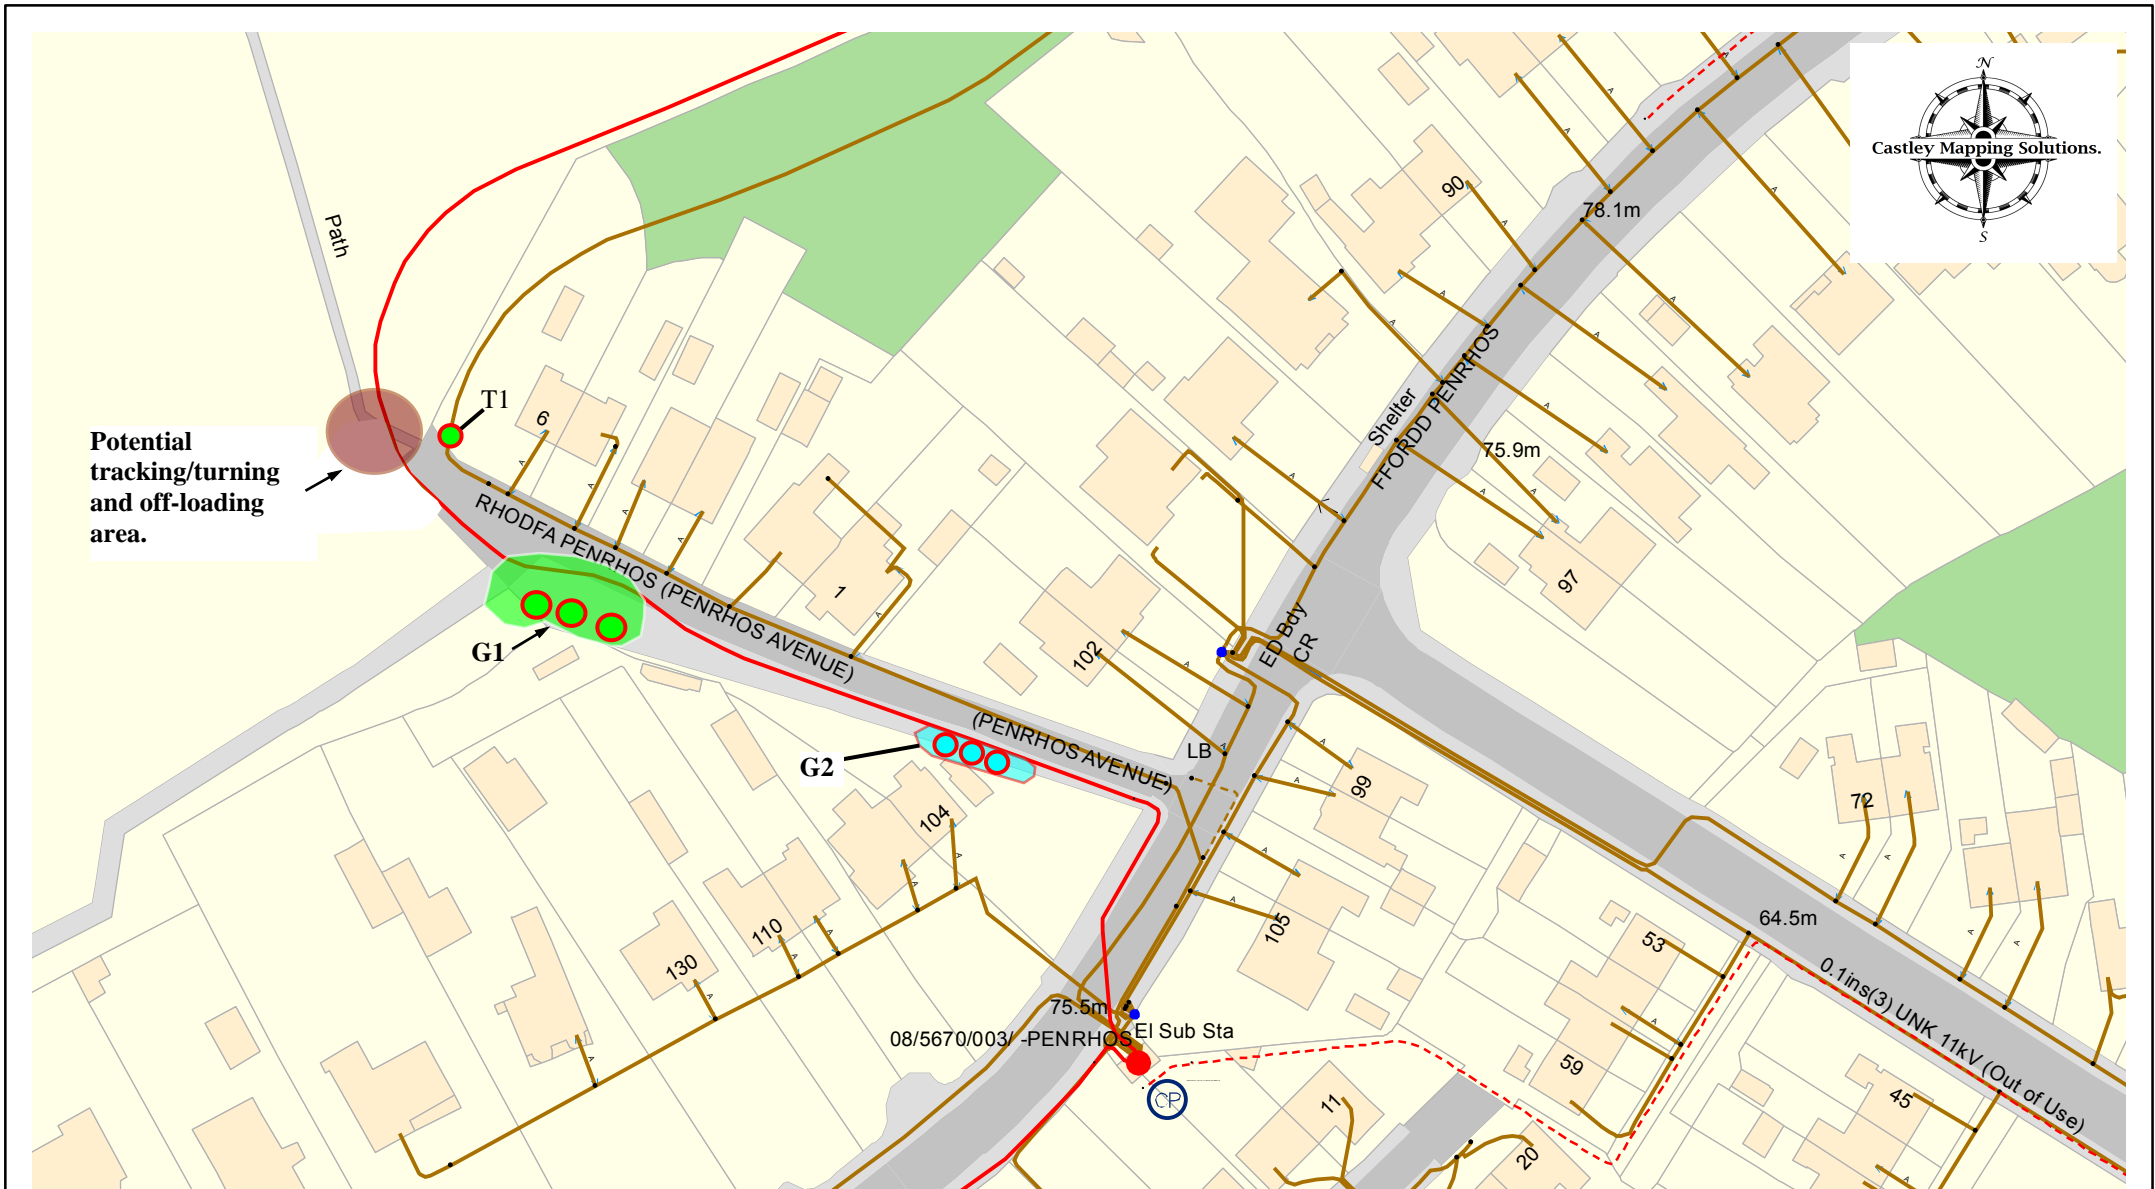 N
Castley Mapping Solutions.
S
Path
90
78.1m
T1
6
Shelter
FFORDD PENRHOS
75.9m
Potential
tracking/turning
and off-loading
area.
RHODFA PENRHOS (PENRHOS AVENUE)
1
97
G1
102
ED Bdy
CR
(PENRHOS AVENUE)
LB
G2
99
72
104
110
130
105
53
64.5m
0.1ins(3) UNK 11kV (Out of Use)
75.5m
08/5670/003/ -PENRHOS
El Sub Sta
CP
59
11
45
20